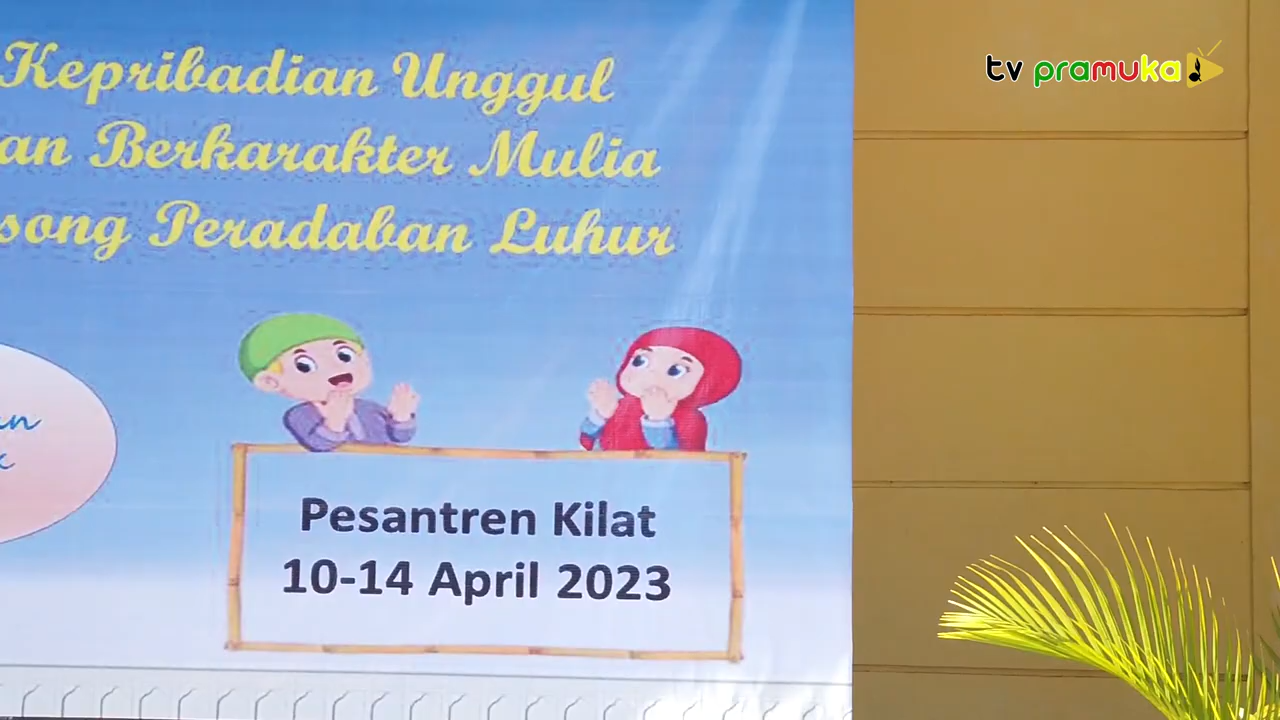 tv pramuka
Kepribadian Unggul
an Berkarakter Mulia
song Peradaban Luhur
Pesantren Kilat
10-14 April 2023